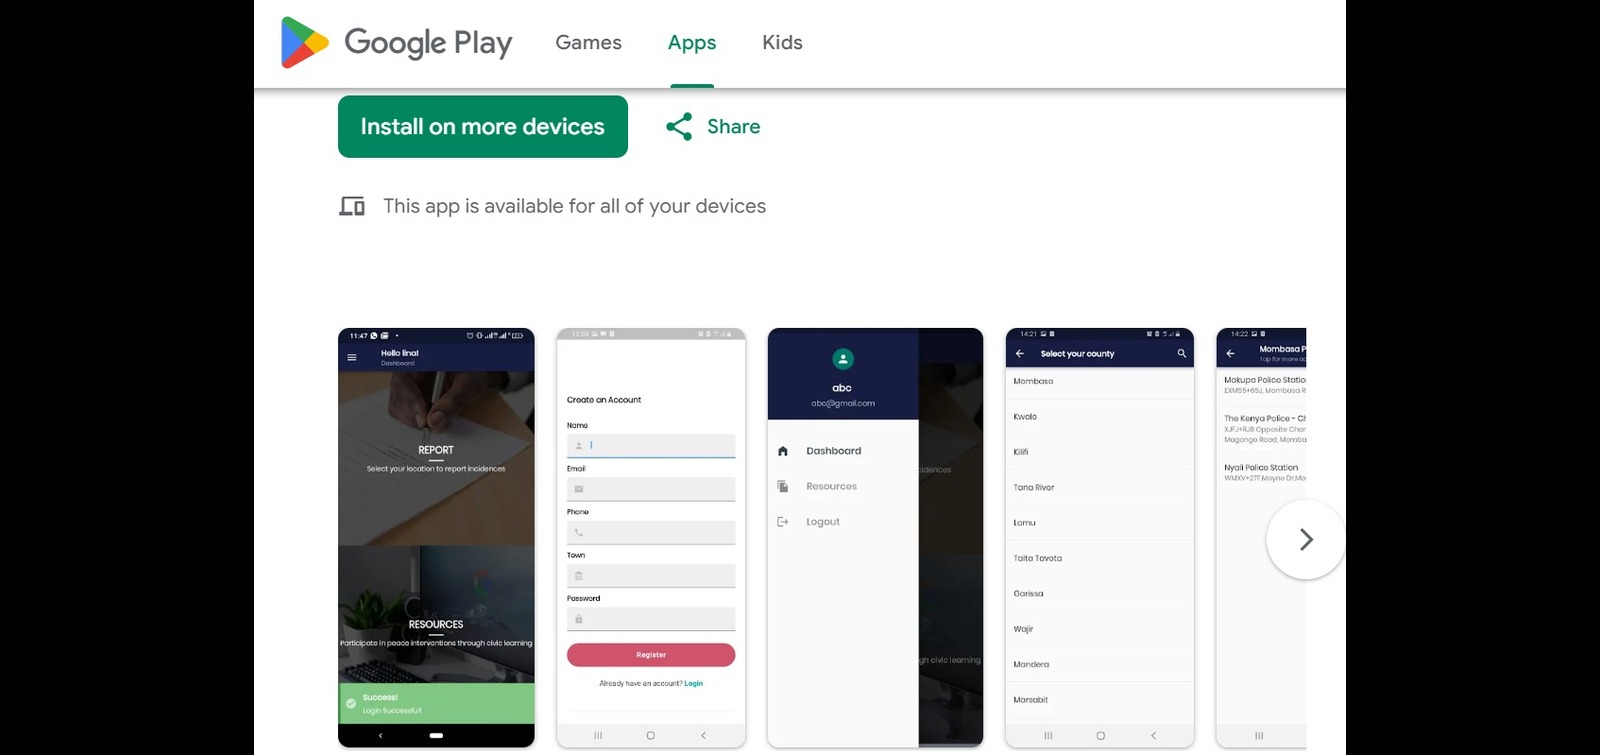 Google Play Games Apps Kids
Install on more devices Share
This app is available for all of your devices
11:47
Hello lina!
Dashboard
REPORT
Select your location to report incidences
RESOURCES
Participate in peace interventions through civic learning
Success!
Login Successful!
13:50
Create an Account
Name
Email
Phone
Town
Password
Register
Already have an account? Login
abc
abc@gmail.com
Dashboard
Resources
Logout
cidences
gh civic learning
14:21
Select your county
Mombasa
Kwale
Kilifi
Tana River
Lamu
Taita Taveta
Garissa
Wajir
Mandera
Marsabit
14:22
Mombasa P
Tap for more
Makupa Police Statio
EXM55+65J, Mombasa R
The Kenya Police - Ch
XJFJ+RJ8 Opposite Chan
Magongo Road, Momba
Nyali Police Station
WMXV+27F,Moyne Dr,Mo